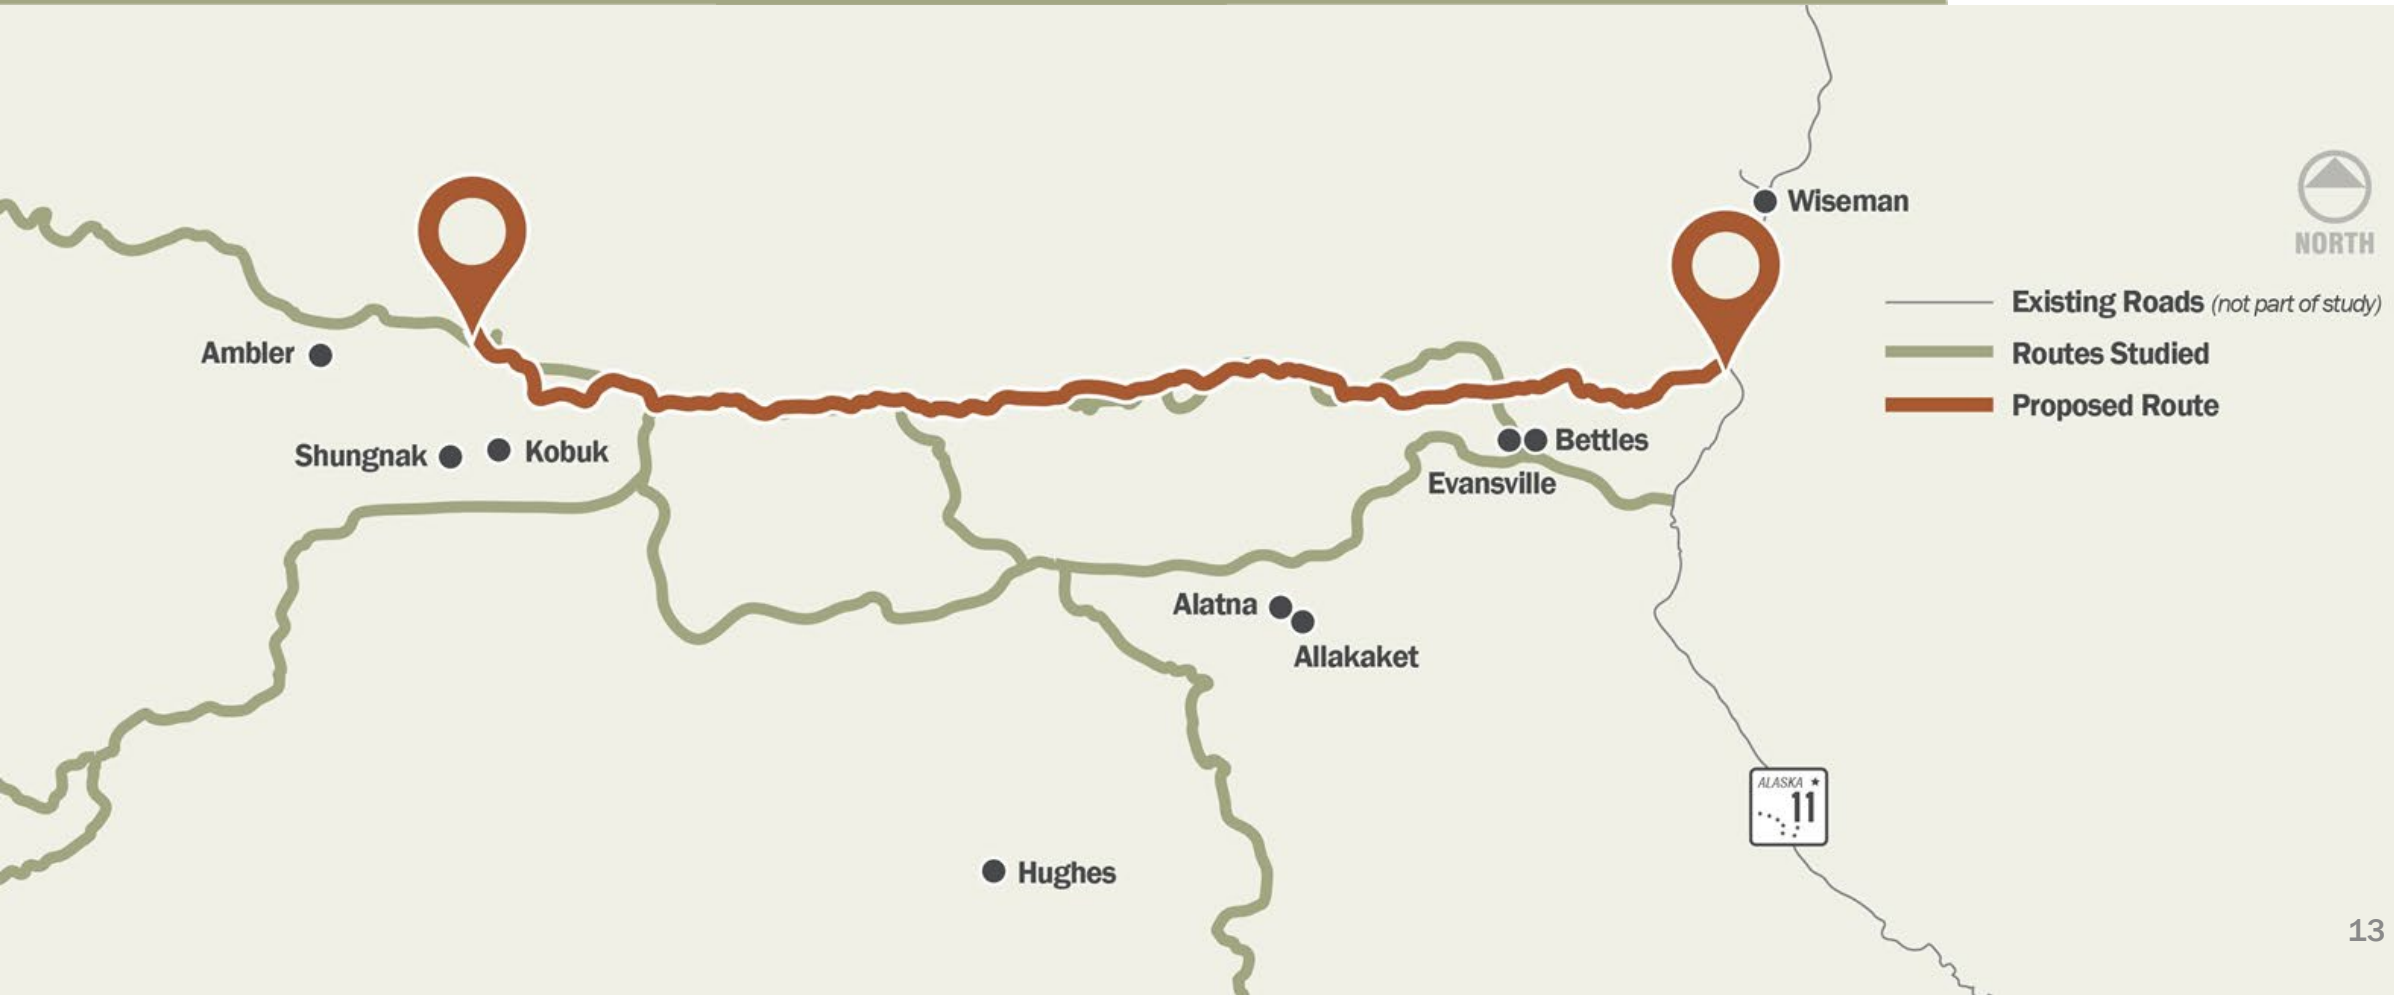 Wiseman
NORTH
Existing Roads (not part of study)
Ambler
Routes Studied
Proposed Route
Shungnak
Kobuk
Bettles
Evansville
Alatna
Allakaket
ALASKA
11
Hughes
13